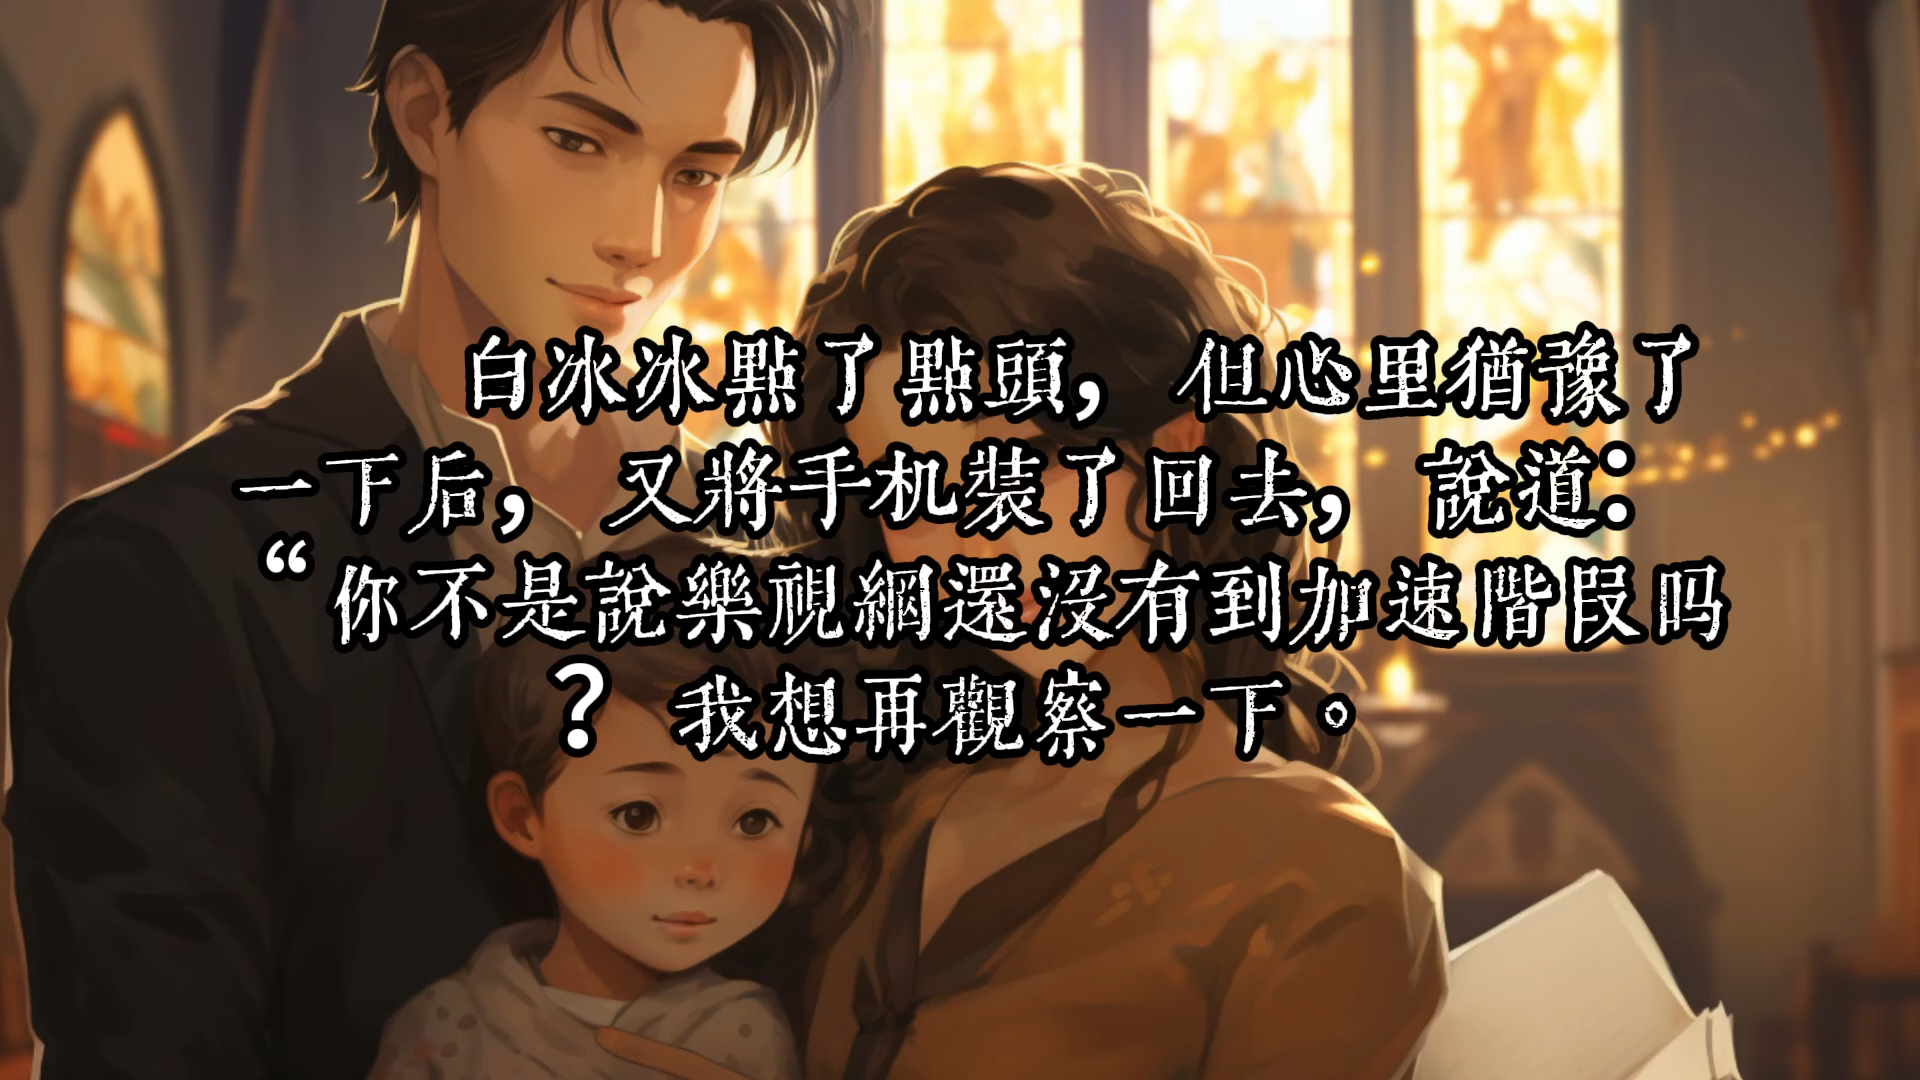 白冰冰點了點頭，但心里猶豫了
一下后，又將手机裝了回去，說道：
“你不是說樂視網還没有到加速階段吗
？我想再觀察一下。